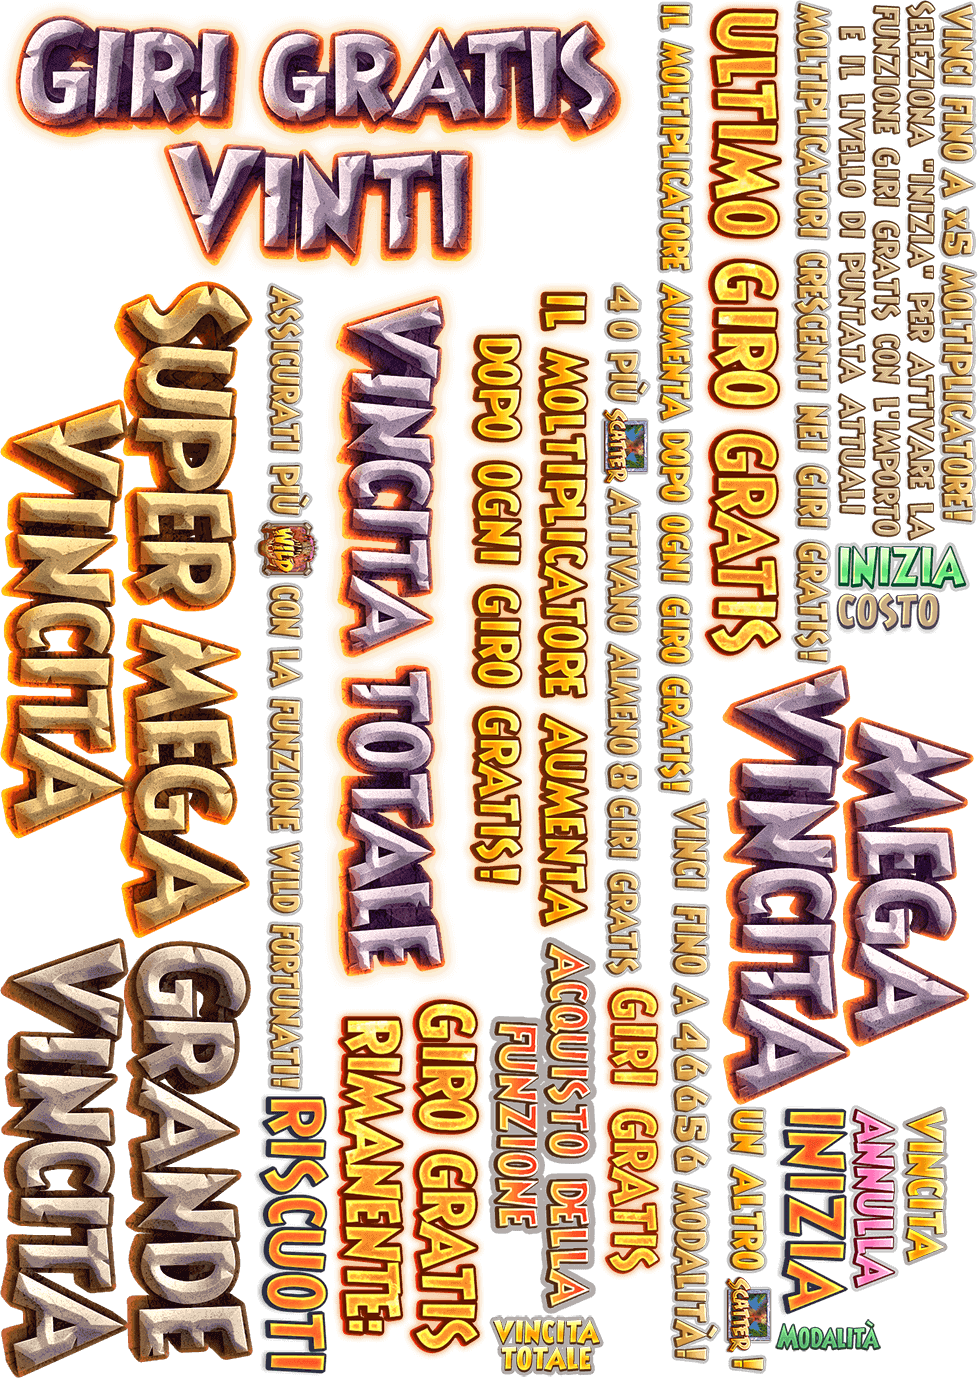 GIRI GRATIS
VINTI
VINCI FINO A X5 MOLTIPLICATORE!
SELEZIONA "INIZIA" PER ATTIVARE LA
FUNZIONE GIRI GRATIS CON L'IMPORTO
E IL LIVELLO DI PUNTATA ATTUALI
MOLTIPLICATORI CRESCENTI NEI GIRI GRATIS!
ULTIMO GIRO GRATIS
IL MOLTIPLICATORE AUMENTA DOPO OGNI GIRO GRATIS!
40 PIÙ SCATTER ATTIVANO ALMENO 8 GIRI GRATIS
IL MOLTIPLICATORE AUMENTA
DOPO OGNI GIRO GRATIS!
VINCITA TOTALE
ASSICURATI PIÙ WILD CON LA FUNZIONE WILD FORTUNATI!
SUPER MEGA
VINCITA
INIZIA
COSTO
MEGA
VINCITA
VINCI FINO A 46656 MODALITÀ!
GRANDE
VINCITA
RISCUOTI
GIRO GRATIS
RIMANENTE:
ACQUISTO DELLA
FUNZIONE
GIRI GRATIS
VINCITA
TOTALE
UN ALTRO SCATTER!
INIZIA
ANNULLA
VINCITA
MODALITÀ